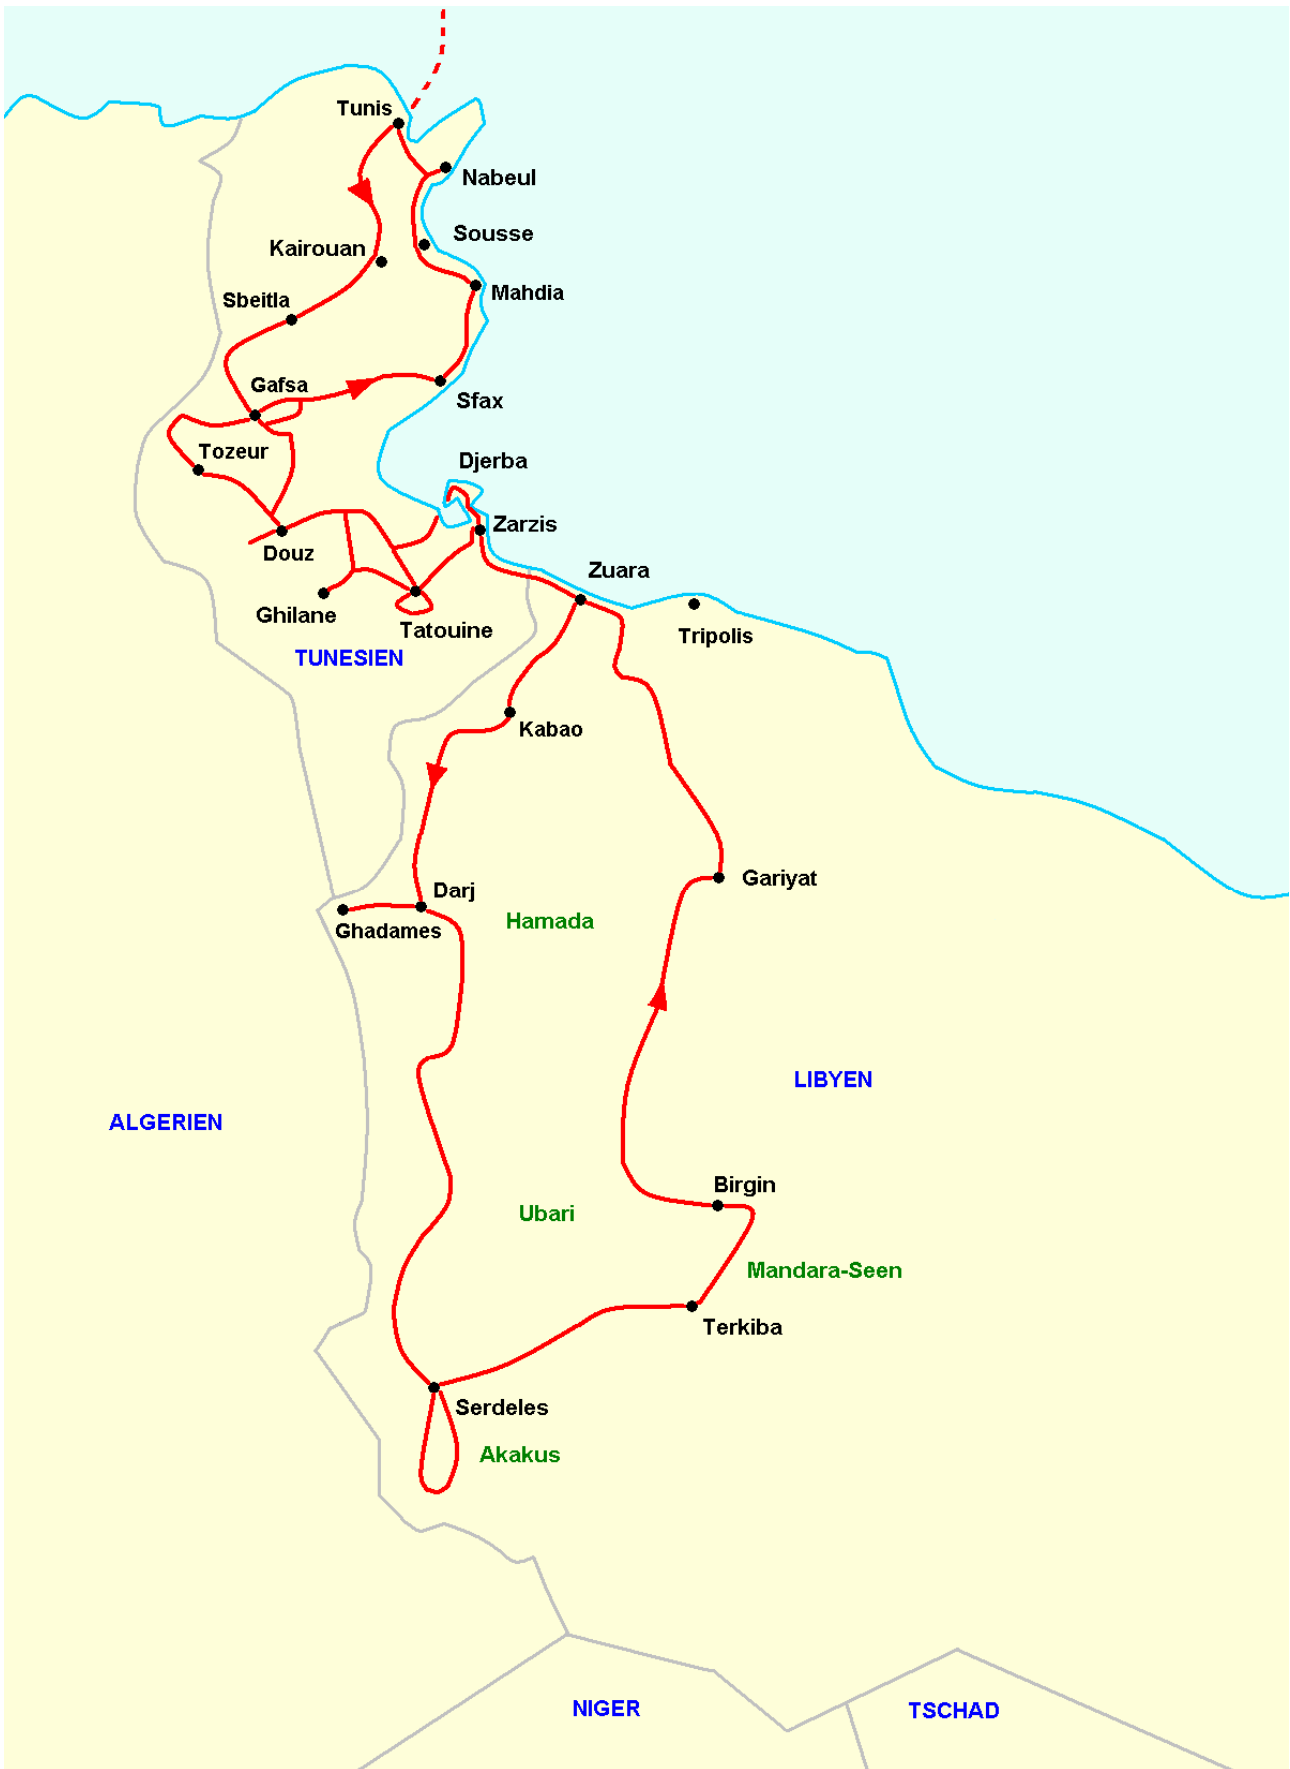 Tunis
Nabeul
Sousse
Kairouan
Mahdia
Sbeitla
Gafsa
Sfax
Tozeur
Djerba
Zarzis
Douz
Zuara
Ghilane
Tatouine
Tripolis
TUNESIEN
Kabao
Gariyat
Darj
Hamada
Ghadames
LIBYEN
ALGERIEN
Birgin
Ubari
Mandara-Seen
Terkiba
Serdeles
Akakus
NIGER
TSCHAD